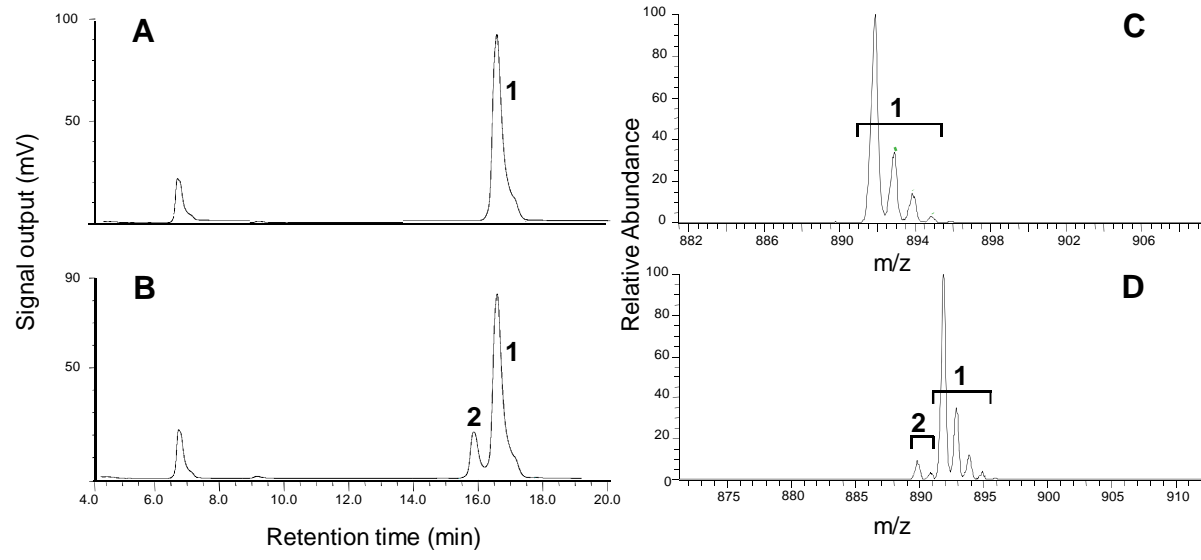 A
100
50
1
Signal output (mV)
B
90
50
2
1
4.0 6.0 8.0 10.0 12.0 14.0 16.0 18.0 20.0
Retention time (min)
C
100
80
60
40
20
0
1
882 886 890 894 898 902 906
m/z
Relative Abundance
D
100
80
60
40
20
0
2
1
875 880 885 890 895 900 905 910
m/z